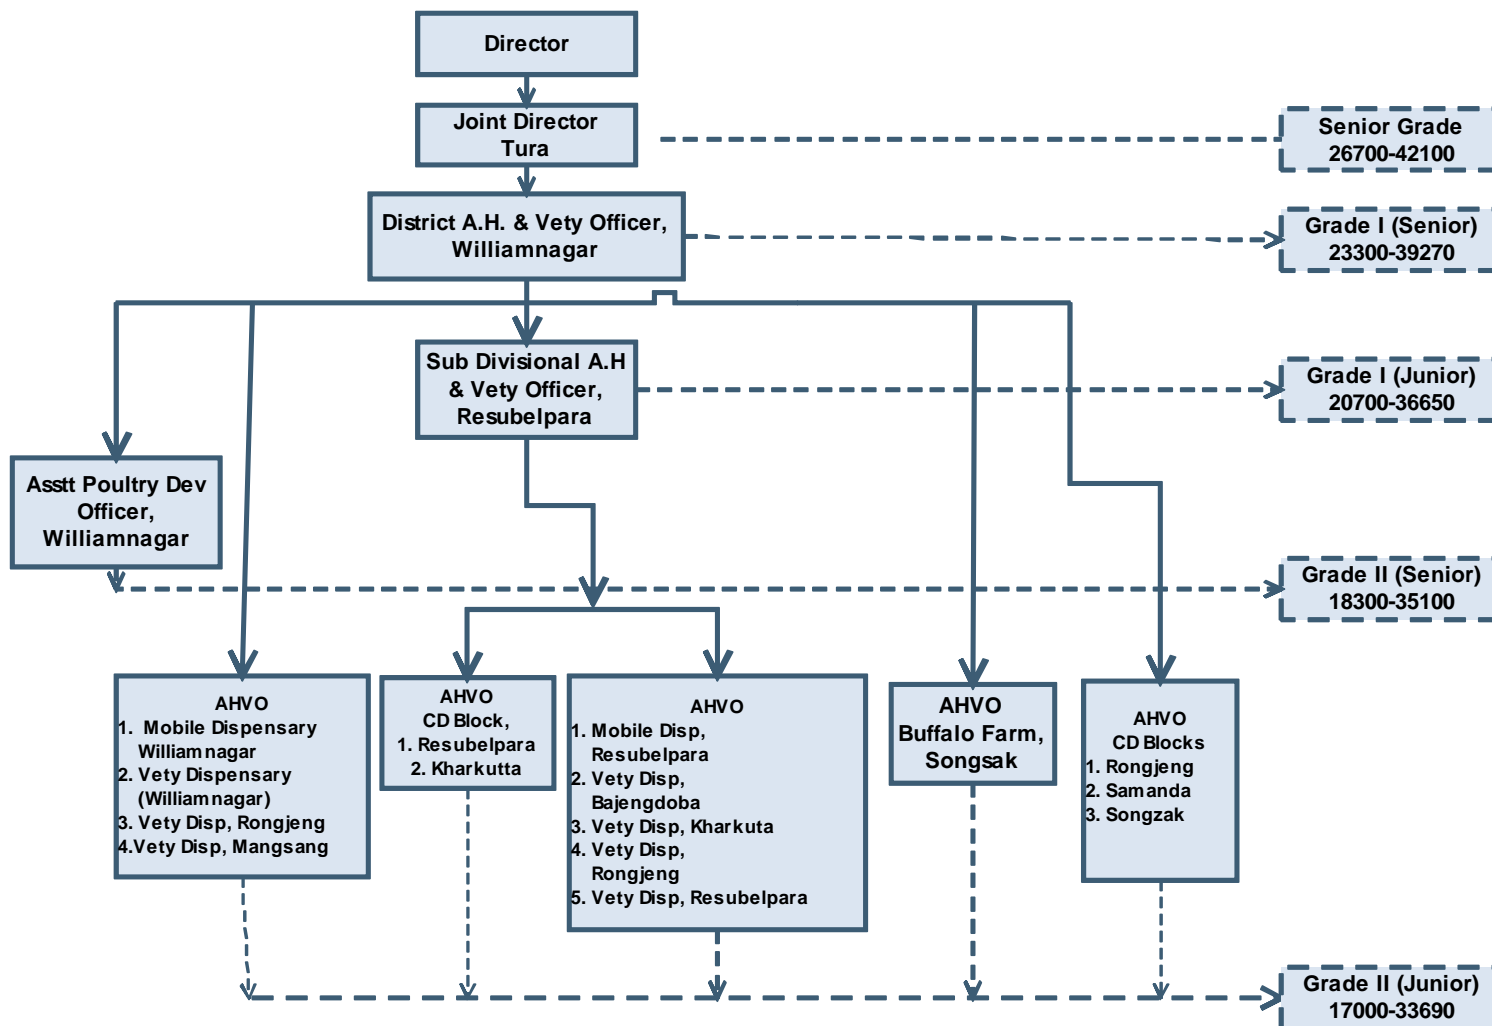 Director
Joint Director
Tura
Senior Grade
26700-42100
District A.H. & Vety Officer,
Williamnagar
Grade I (Senior)
23300-39270
Sub Divisional A.H
& Vety Officer,
Resubelpara
Grade I (Junior)
20700-36650
Asstt Poultry Dev
Officer,
Williamnagar
Grade II (Senior)
18300-35100
AHVO
1. Mobile Dispensary
Williamnagar
2. Vety Dispensary
(Williamnagar)
3. Vety Disp, Rongjeng
4.Vety Disp, Mangsang
AHVO
CD Block,
1. Resubelpara
2. Kharkutta
AHVO
1. Mobile Disp,
Resubelpara
2. Vety Disp,
Bajengdoba
3. Vety Disp, Kharkuta
4. Vety Disp,
Rongjeng
5. Vety Disp, Resubelpara
AHVO
Buffalo Farm,
Songsak
AHVO
CD Blocks
1. Rongjeng
2. Samanda
3. Songzak
Grade II (Junior)
17000-33690